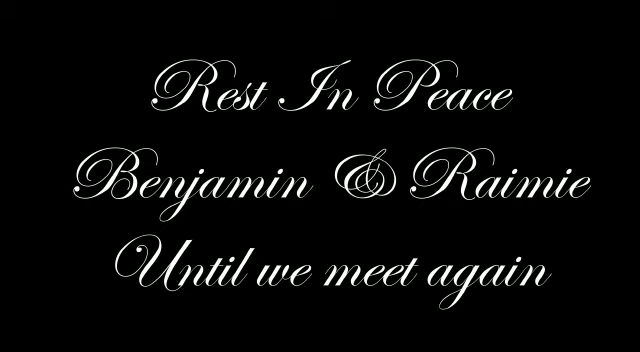 Rest In Peace
Benjamin & Raimie
Until we meet again